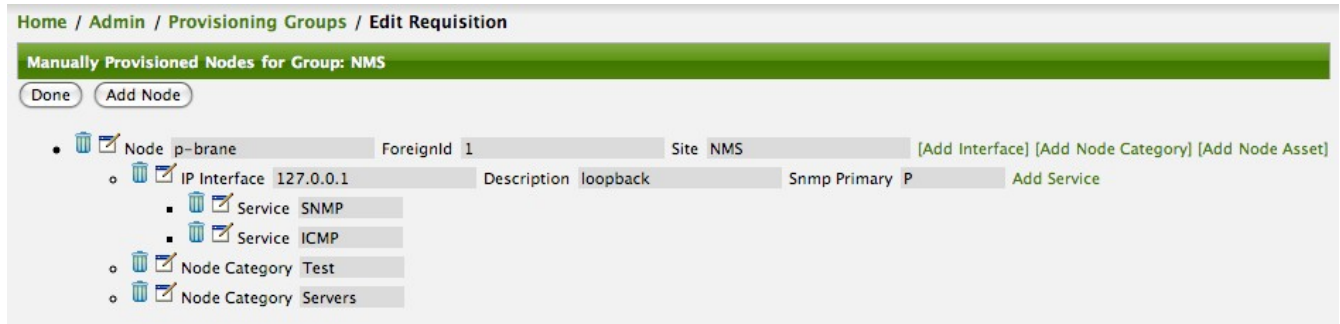 Home / Admin / Provisioning Groups / Edit Requisition
Manually Provisioned Nodes for Group: NMS
Done Add Node
Node p-brane ForeignId 1 Site NMS [Add Interface] [Add Node Category] [Add Node Asset]
IP Interface 127.0.0.1 Description loopback Snmp Primary P Add Service
Service SNMP
Service ICMP
Node Category Test
Node Category Servers